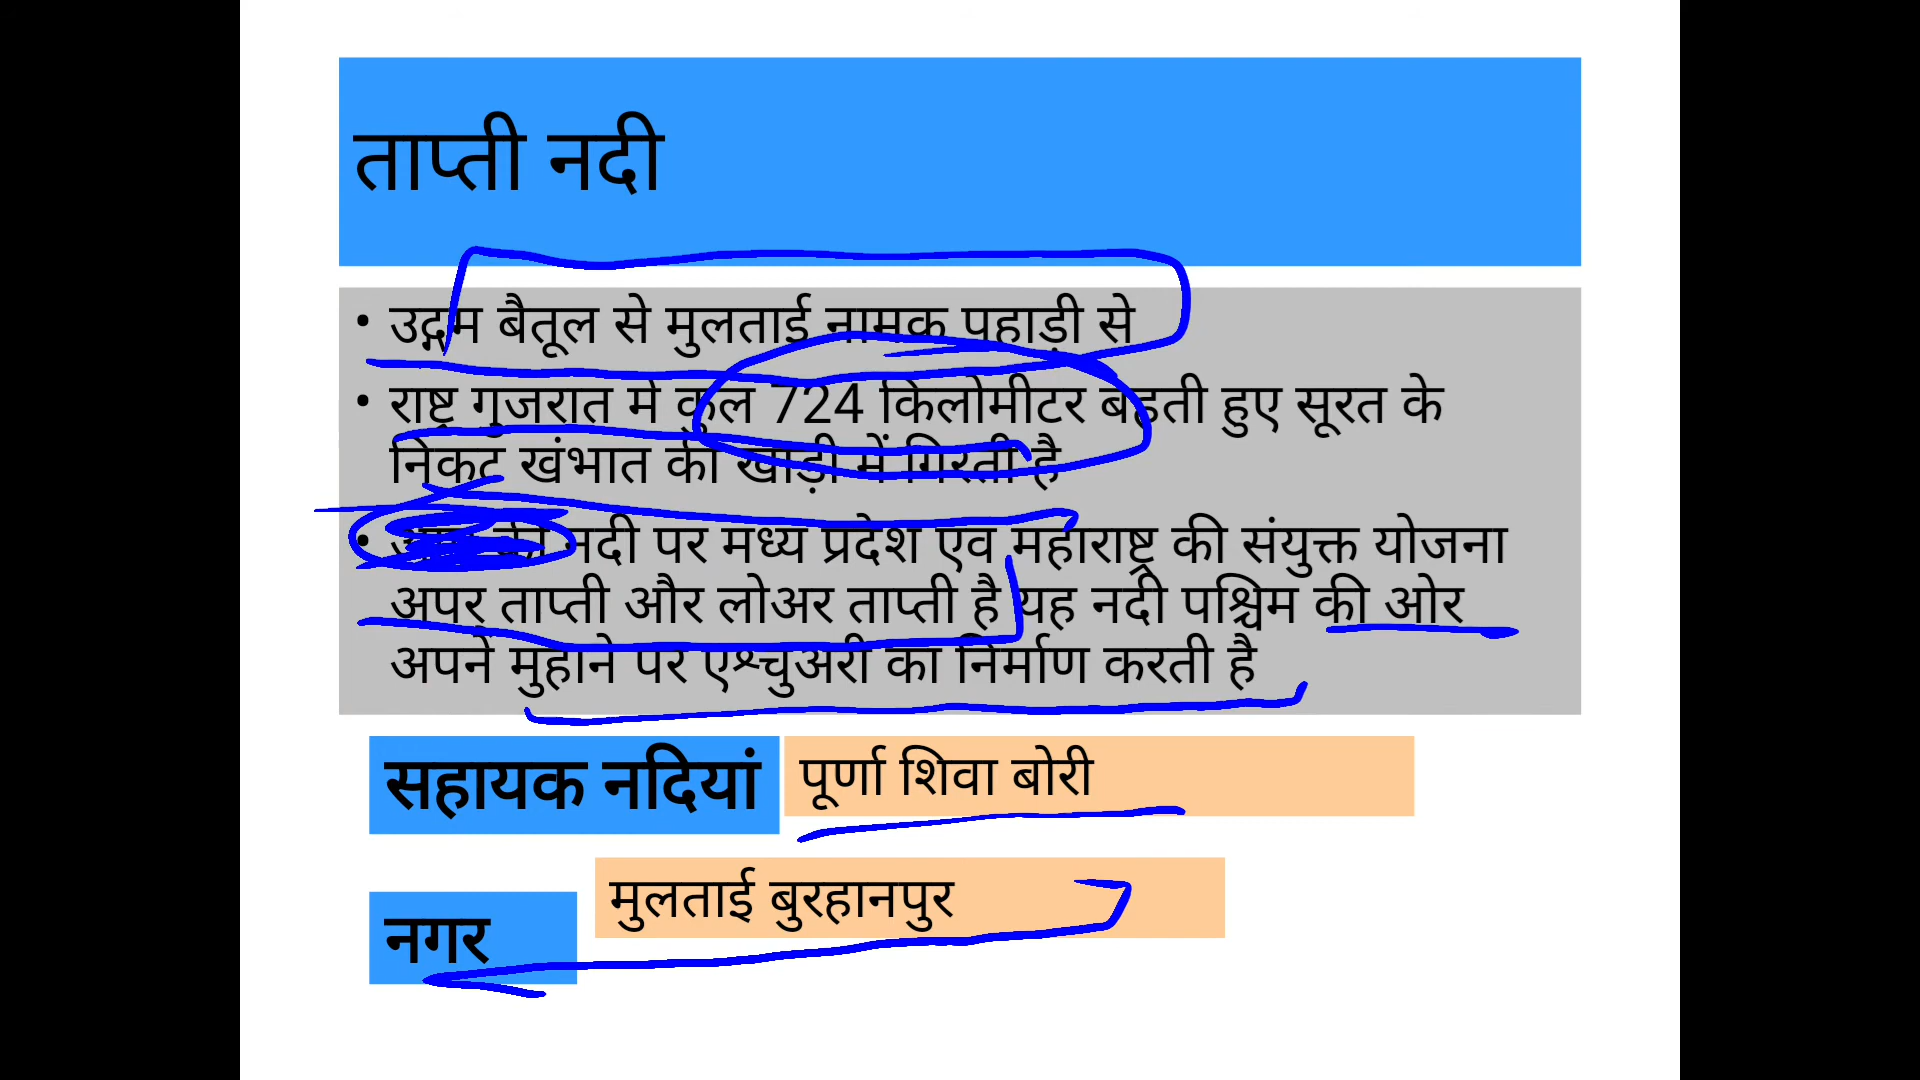 ताप्ती नदी
• उद्गम बैतूल से मुलताई नामक पहाड़ी से
• राष्ट्र गुजरात में कुल 724 किलोमीटर बहती हुए सूरत के
निकट खंभात की खाड़ी में गिरती है
• नदी पर मध्य प्रदेश एवं महाराष्ट्र की संयुक्त योजना
अपर ताप्ती और लोअर ताप्ती है यह नदी पश्चिम की ओर
अपने मुहाने पर एश्चुअरी का निर्माण करती है
सहायक नदियां
पूर्णा शिवा बोरी
मुलताई बुरहानपुर
नगर